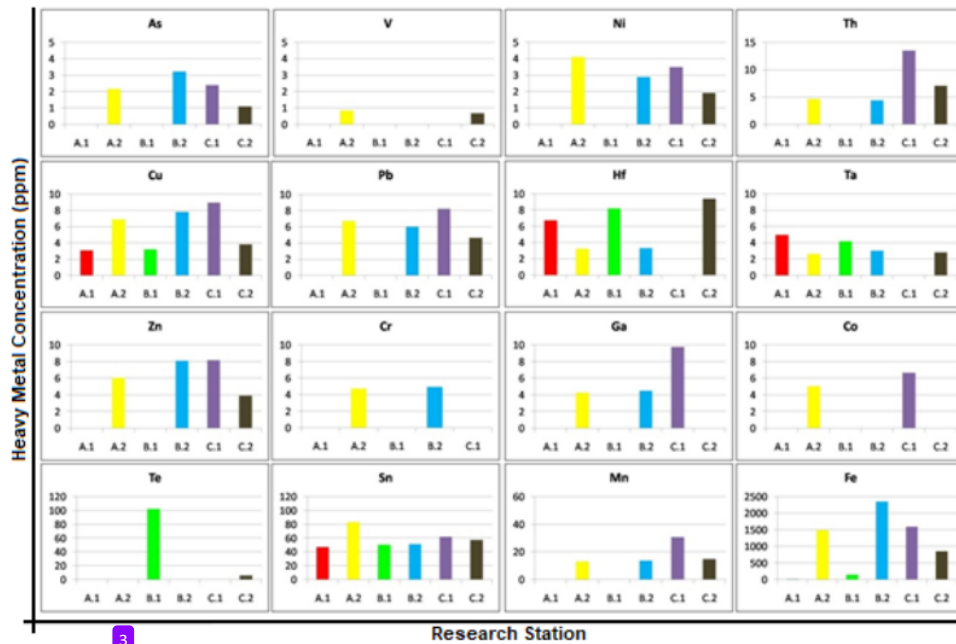 Heavy Metal Concentration (ppm)
As
5
4
3
2
1
0
A.1 A.2 B.1 B.2 C.1 C.2
V
5
4
3
2
1
0
A.1 A.2 B.1 B.2 C.1 C.2
Ni
5
4
3
2
1
0
A.1 A.2 B.1 B.2 C.1 C.2
Th
15
10
5
0
A.1 A.2 B.1 B.2 C.1 C.2
Cu
10
8
6
4
2
0
A.1 A.2 B.1 B.2 C.1 C.2
Pb
10
8
6
4
2
0
A.1 A.2 B.1 B.2 C.1 C.2
Hf
10
8
6
4
2
0
A.1 A.2 B.1 B.2 C.1 C.2
Ta
10
8
6
4
2
0
A.1 A.2 B.1 B.2 C.1 C.2
Zn
10
8
6
4
2
0
A.1 A.2 B.1 B.2 C.1 C.2
Cr
10
8
6
4
2
0
A.1 A.2 B.1 B.2 C.1
Ga
10
8
6
4
2
0
A.1 A.2 B.1 B.2 C.1 C.2
Co
10
8
6
4
2
0
A.1 A.2 B.1 B.2 C.1 C.2
Te
120
100
80
60
40
20
0
A.1 A.2 B.1 B.2 C.1 C.2
Sn
120
100
80
60
40
20
0
A.1 A.2 B.1 B.2 C.1 C.2
Mn
60
40
20
0
A.1 A.2 B.1 B.2 C.1 C.2
Fe
2500
2000
1500
1000
500
0
A.1 A.2 B.1 B.2 C.1 C.2
3
Research Station